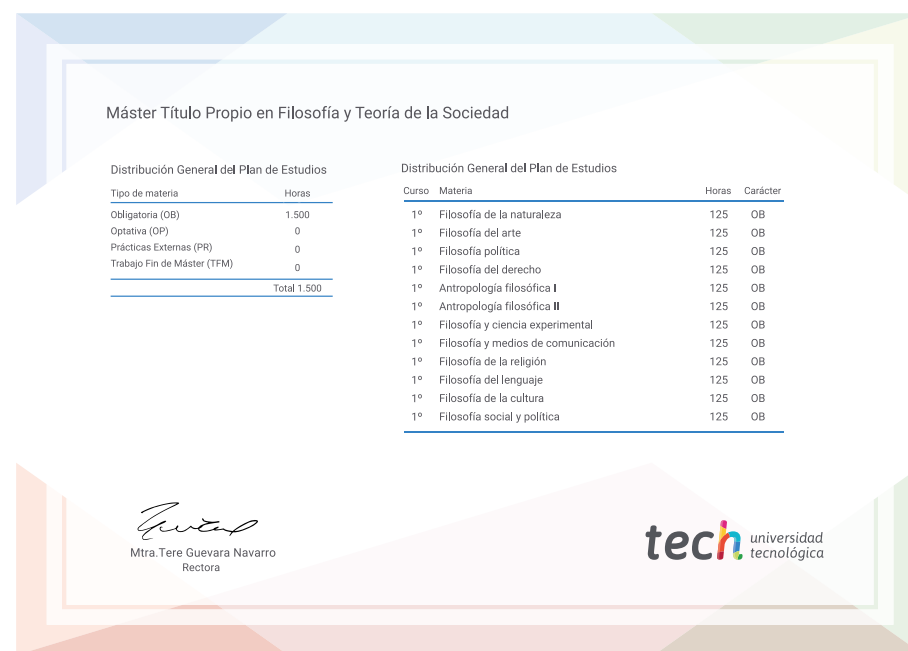 Máster Título Propio en Filosofía y Teoría de la Sociedad
Distribución General del Plan de Estudios
Tipo de materia Horas
Obligatoria (OB) 1.500
Optativa (OP) 0
Prácticas Externas (PR) 0
Trabajo Fin de Máster (TFM) 0
Total 1.500
Distribución General del Plan de Estudios
Curso Materia Horas Carácter
1º Filosofía de la naturaleza 125 OB
1º Filosofía del arte 125 OB
1º Filosofía política 125 OB
1º Filosofía del derecho 125 OB
1º Antropología filosófica I 125 OB
1º Antropología filosófica II 125 OB
1º Filosofía y ciencia experimental 125 OB
1º Filosofía y medios de comunicación 125 OB
1º Filosofía de la religión 125 OB
1º Filosofía del lenguaje 125 OB
1º Filosofía de la cultura 125 OB
1º Filosofía social y política 125 OB
Mtra.Tere Guevara Navarro
Rectora
tech universidad
tecnológica